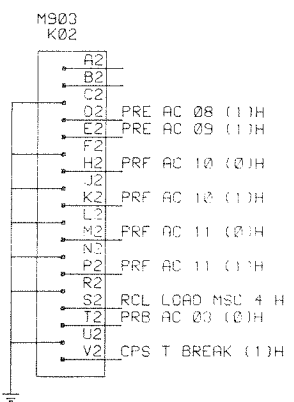 M903
K02
A2
B2
C2
D2 PRE AC 08 (1)H
E2 PRE AC 09 (1)H
F2
H2 PRF AC 10 (0)H
J2
K2 PRF AC 10 (1)H
L2
M2 PRF AC 11 (0)H
N2
P2 PRF AC 11 (1)H
R2
S2 RCL LOAD MSC 4 H
T2 PRB AC 03 (0)H
U2
V2 CPS T BREAK (1)H